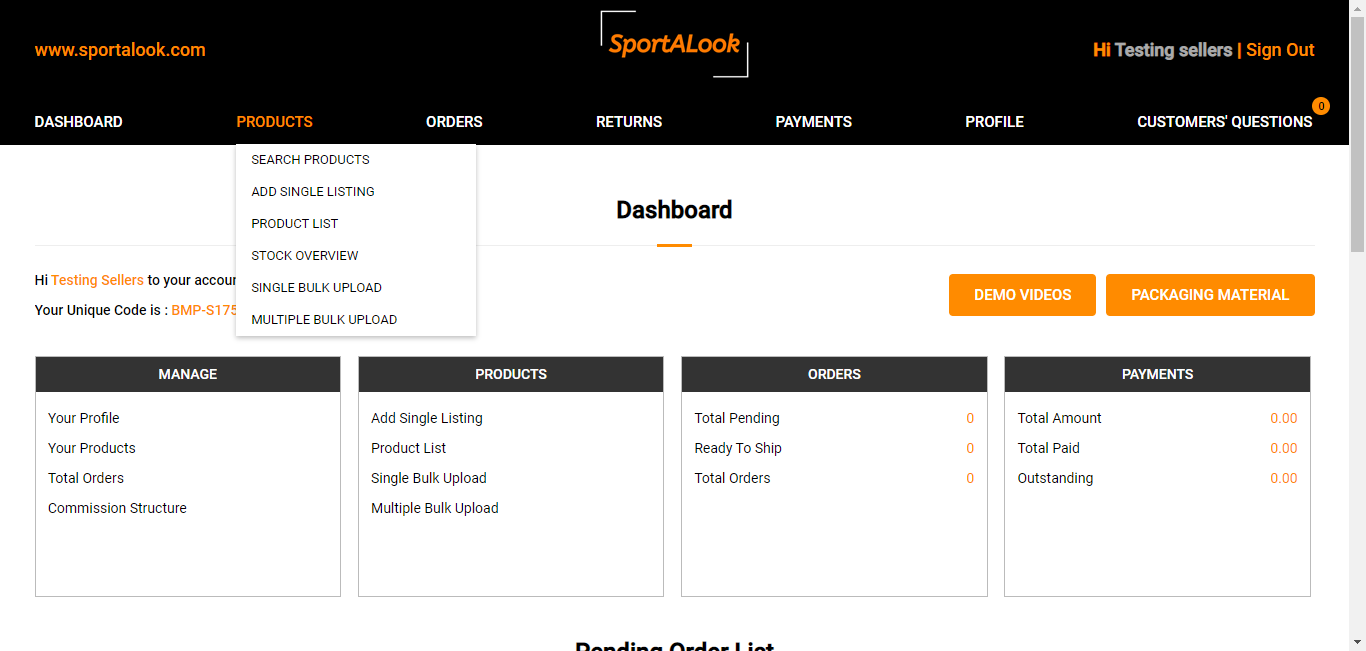 www.sportalook.com
SportALook
Hi Testing sellers | Sign Out
0
DASHBOARD PRODUCTS ORDERS RETURNS PAYMENTS PROFILE CUSTOMERS' QUESTIONS
SEARCH PRODUCTS
ADD SINGLE LISTING
PRODUCT LIST
STOCK OVERVIEW
SINGLE BULK UPLOAD
MULTIPLE BULK UPLOAD
Dashboard
Hi Testing Sellers to your accoun
Your Unique Code is : BMP-S175
DEMO VIDEOS PACKAGING MATERIAL
MANAGE
Your Profile
Your Products
Total Orders
Commission Structure
PRODUCTS
Add Single Listing
Product List
Single Bulk Upload
Multiple Bulk Upload
ORDERS
Total Pending 0
Ready To Ship 0
Total Orders 0
PAYMENTS
Total Amount 0.00
Total Paid 0.00
Outstanding 0.00
Pending Order List